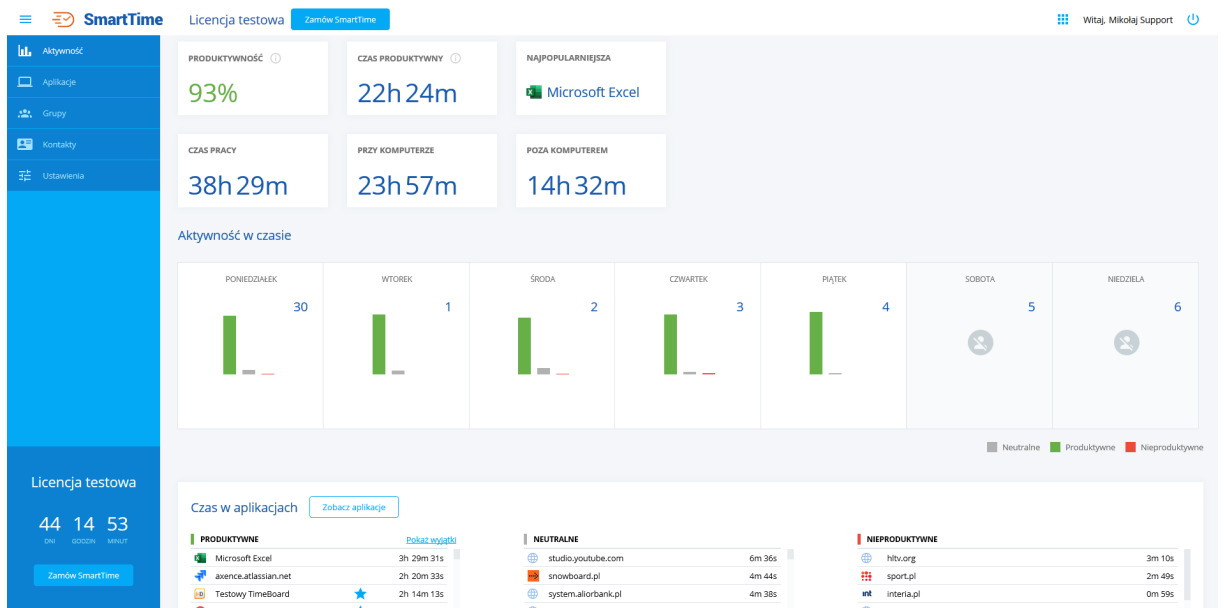 SmartTime
Licencja testowa
Zamów SmartTime
Witaj, Mikołaj Support
Aktywność
Aplikacje
Grupy
Kontakty
Ustawienia
PRODUKTYWNOŚĆ
93%
CZAS PRODUKTYWNY
22h 24m
NAJPOPULARNIEJSZA
Microsoft Excel
CZAS PRACY
38h 29m
PRZY KOMPUTERZE
23h 57m
POZA KOMPUTEREM
14h 32m
Aktywność w czasie
PONIEDZIAŁEK
30
WTOREK
1
ŚRODA
2
CZWARTEK
3
PIĄTEK
4
SOBOTA
5
NIEDZIELA
6
Neutralne
Produktywne
Nieproduktywne
Licencja testowa
44 14 53
DNI GODZIN MINUT
Zamów SmartTime
Czas w aplikacjach
Zobacz aplikacje
PRODUKTYWNE Pokaż wyjątki
Microsoft Excel 3h 29m 31s
axence.atlassian.net 2h 20m 33s
Testowy TimeBoard 2h 14m 13s
NEUTRALNE
studio.youtube.com 6m 36s
snowboard.pl 4m 44s
system.aliorbank.pl 4m 38s
NIEPRODUKTYWNE
hltv.org 3m 10s
sport.pl 2m 49s
int interia.pl 0m 59s